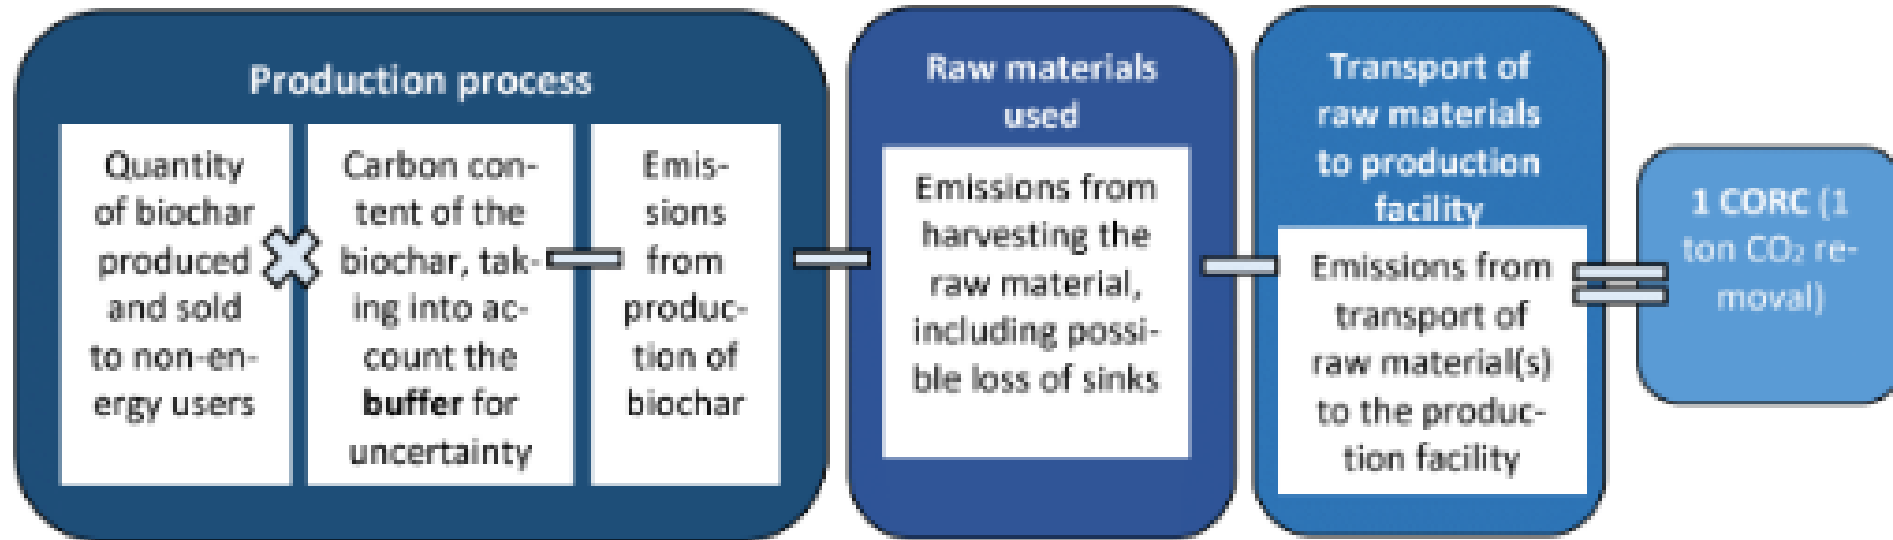 Production process
Quantity
of biochar
produced
and sold
to non-en-
ergy users
Carbon con-
tent of the
biochar, tak-
ing into ac-
count the
buffer for
uncertainty
Emis-
sions
from
produc-
tion of
biochar
Raw materials
used
Emissions from
harvesting the
raw material,
including possi-
ble loss of sinks
Transport of
raw materials
to production
facility
Emissions from
transport of
raw material(s)
to the produc-
tion facility
1 CORC (1
ton CO₂ re-
moval)